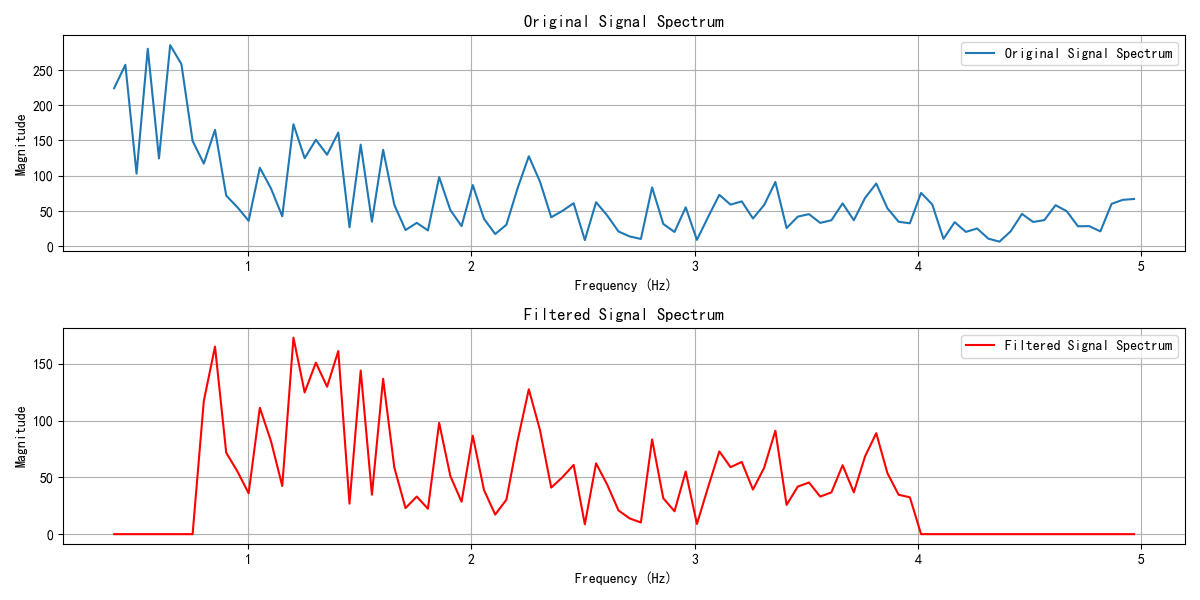 Original Signal Spectrum
Original Signal Spectrum
Magnitude
250
200
150
100
50
0
1 2 3 4 5
Frequency (Hz)
Filtered Signal Spectrum
Filtered Signal Spectrum
Magnitude
150
100
50
0
1 2 3 4 5
Frequency (Hz)